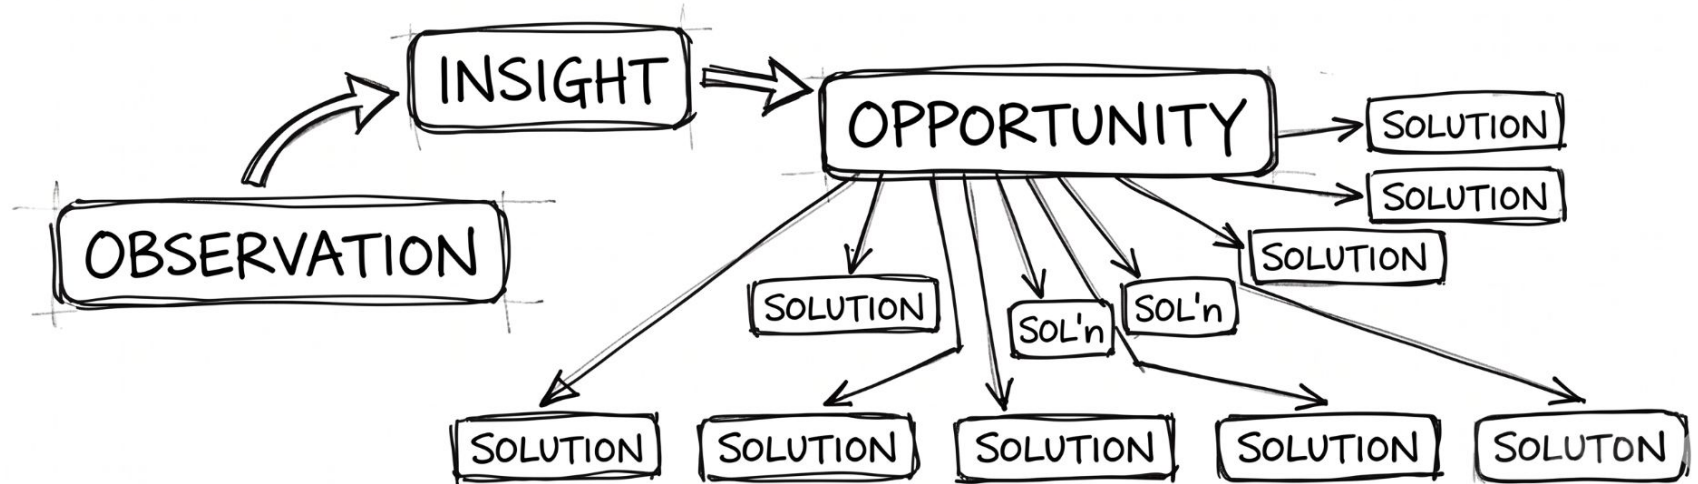 INSIGHT
OPPORTUNITY
SOLUTION
SOLUTION
OBSERVATION
SOLUTION
SOLUTION
SOL'n
SOL'n
SOLUTION
SOLUTION
SOLUTION
SOLUTION
SOLUTON